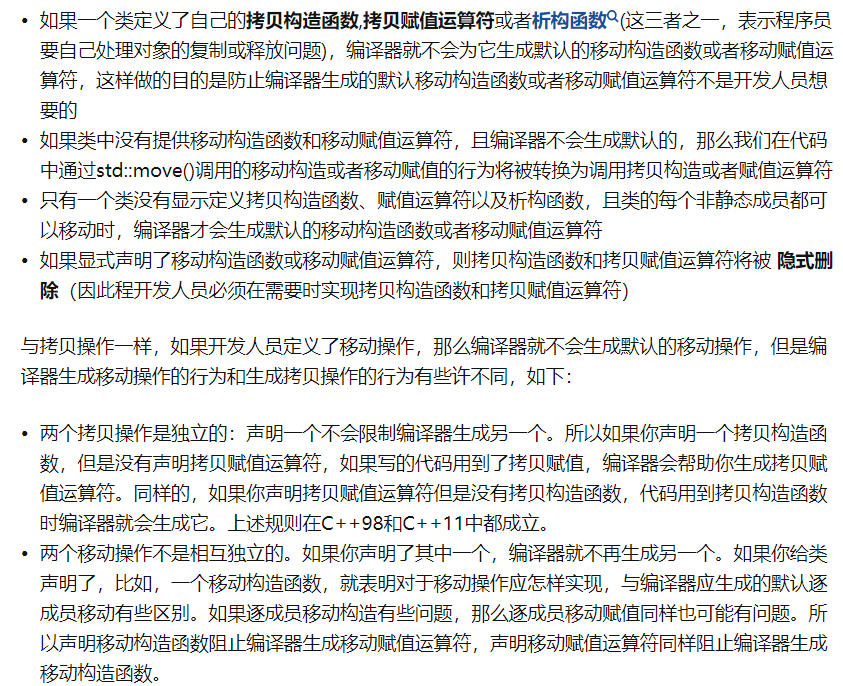 • 如果一个类定义了自己的拷贝构造函数,拷贝赋值运算符或者析构函数(这三者之一，表示程序员
要自己处理对象的复制或释放问题)，编译器就不会为它生成默认的移动构造函数或者移动赋值运
算符，这样做的目的是防止编译器生成的默认移动构造函数或者移动赋值运算符不是开发人员想
要的
• 如果类中没有提供移动构造函数和移动赋值运算符，且编译器不会生成默认的，那么我们在代码
中通过std::move()调用的移动构造或者移动赋值的行为将被转换为调用拷贝构造或者赋值运算符
• 只有一个类没有显示定义拷贝构造函数、赋值运算符以及析构函数，且类的每个非静态成员都可
以移动时，编译器才会生成默认的移动构造函数或者移动赋值运算符
• 如果显式声明了移动构造函数或移动赋值运算符，则拷贝构造函数和拷贝赋值运算符将被 隐式删
除（因此程开发人员必须在需要时实现拷贝构造函数和拷贝赋值运算符）
与拷贝操作一样，如果开发人员定义了移动操作，那么编译器就不会生成默认的移动操作，但是编
译器生成移动操作的行为和生成拷贝操作的行为有些许不同，如下：
• 两个拷贝操作是独立的：声明一个不会限制编译器生成另一个。所以如果你声明一个拷贝构造函
数，但是没有声明拷贝赋值运算符，如果写的代码用到了拷贝赋值，编译器会帮助你生成拷贝赋
值运算符。同样的，如果你声明拷贝赋值运算符但是没有拷贝构造函数，代码用到拷贝构造函数
时编译器就会生成它。上述规则在C++98和C++11中都成立。
• 两个移动操作不是相互独立的。如果你声明了其中一个，编译器就不再生成另一个。如果你给类
声明了，比如，一个移动构造函数，就表明对于移动操作应怎样实现，与编译器应生成的默认逐
成员移动有些区别。如果逐成员移动构造有些问题，那么逐成员移动赋值同样也可能有问题。所
以声明移动构造函数阻止编译器生成移动赋值运算符，声明移动赋值运算符同样阻止编译器生成
移动构造函数。